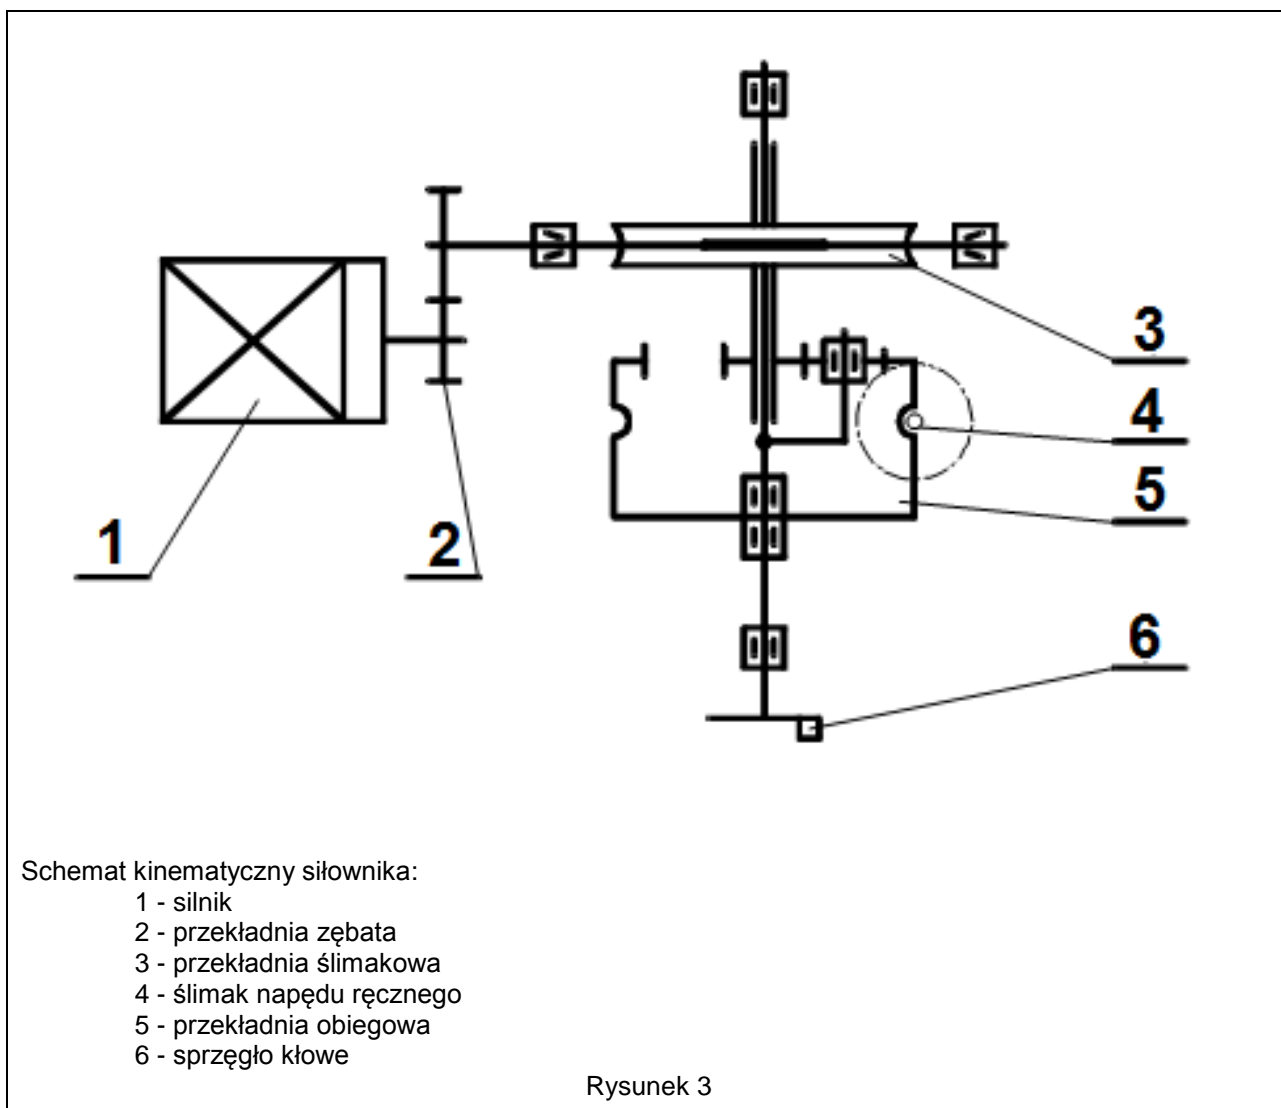 3
4
5
1
2
6
Schemat kinematyczny siłownika:
1 - silnik
2 - przekładnia zębata
3 - przekładnia ślimakowa
4 - ślimak napędu ręcznego
5 - przekładnia obiegowa
6 - sprzęgło kłowe
Rysunek 3